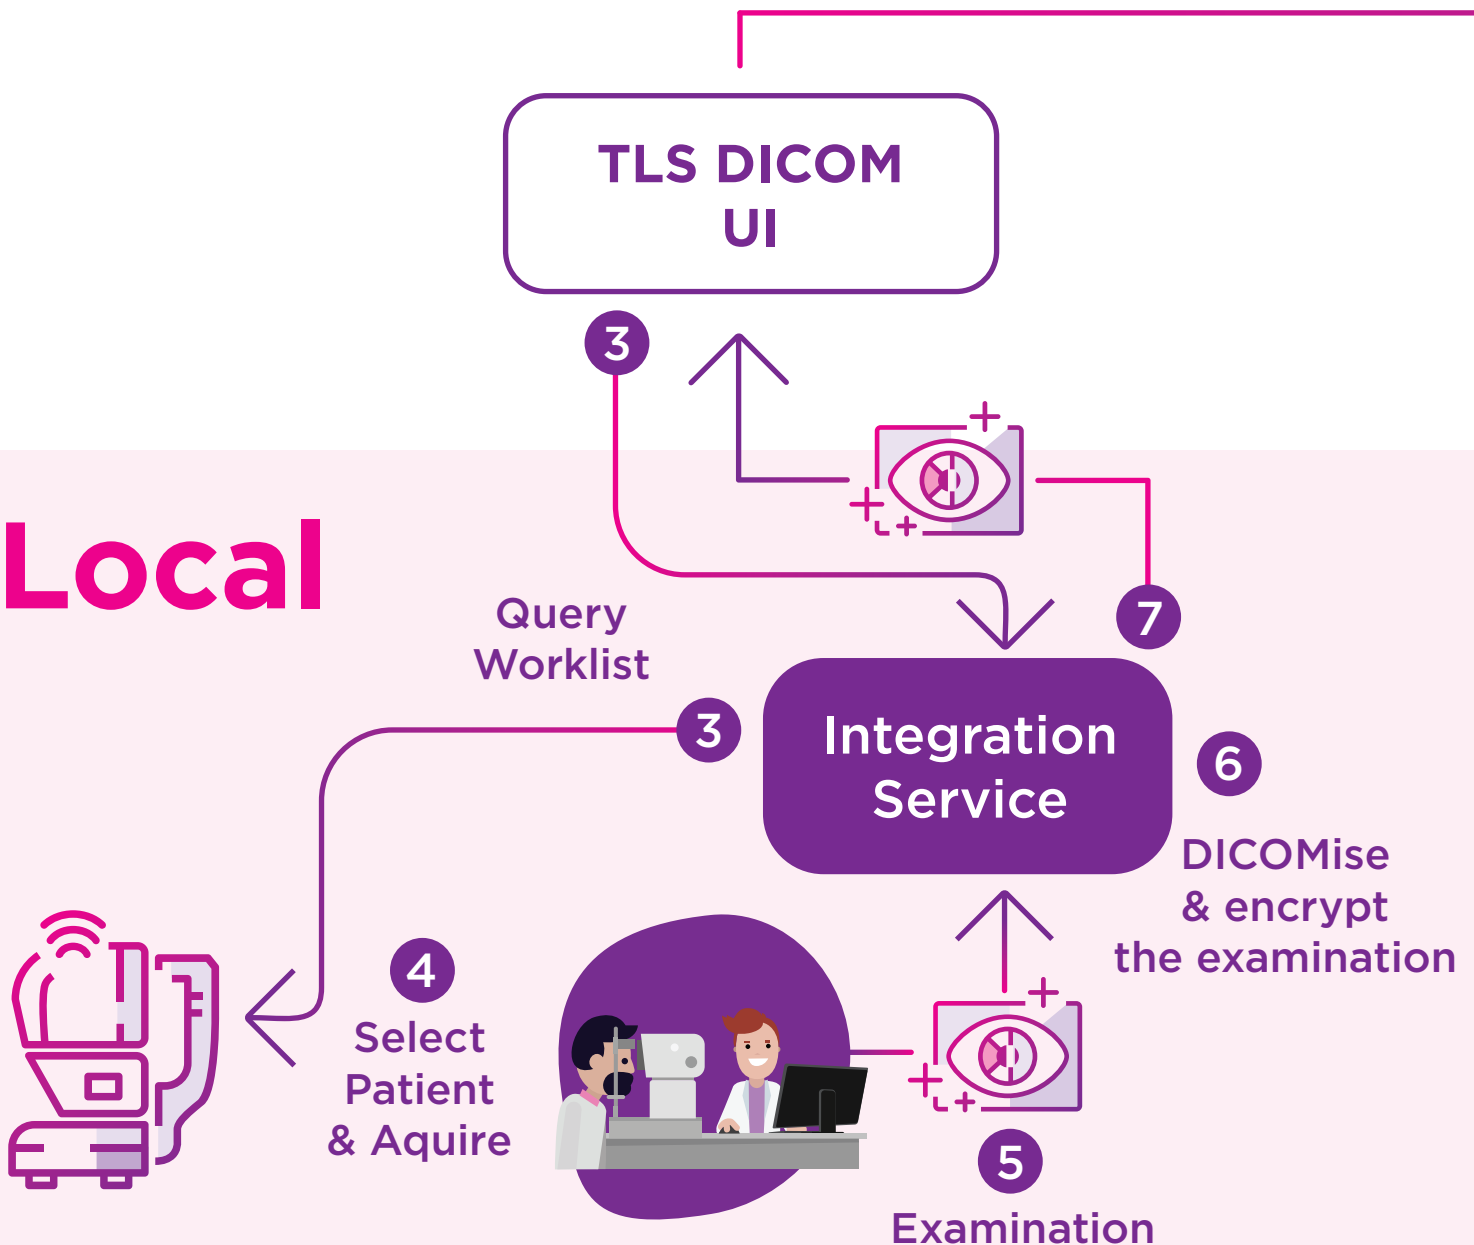 TLS DICOM
UI
3
Local
Query
Worklist
7
3
Integration
Service
6
DICOMise
& encrypt
the examination
4
Select
Patient
& Aquire
5
Examination